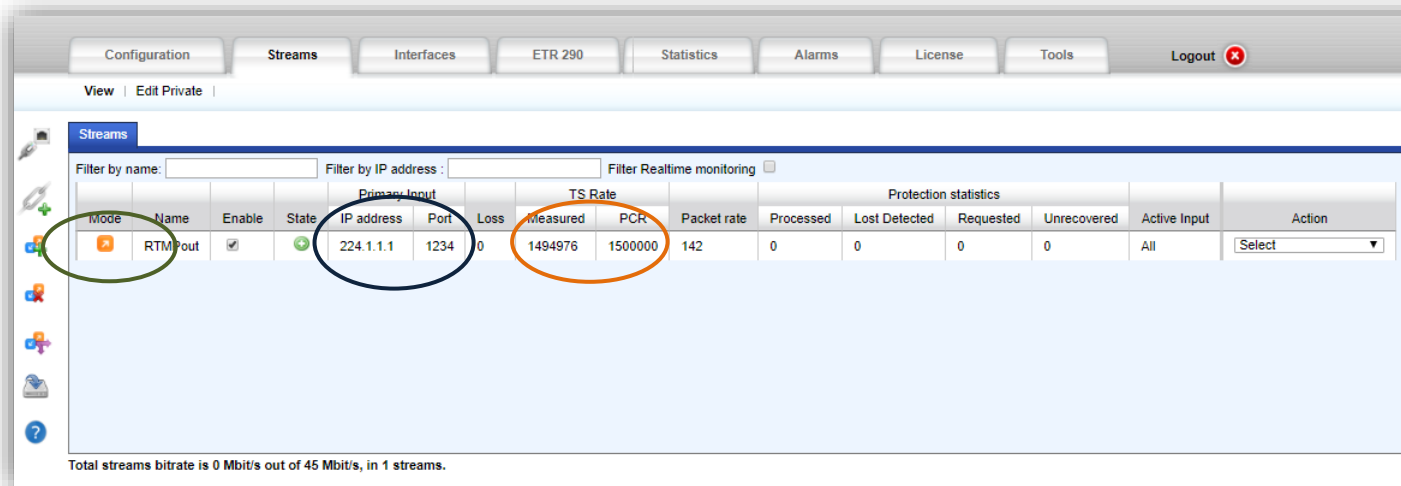 Configuration Streams Interfaces ETR 290 Statistics Alarms License Tools Logout
View | Edit Private |
Streams
Filter by name: Filter by IP address : Filter Realtime monitoring
Primary Input TS Rate Protection statistics
Mode Name Enable State IP address Port Loss Measured PCR Packet rate Processed Lost Detected Requested Unrecovered Active Input Action
RTMPout 224.1.1.1 1234 0 1494976 1500000 142 0 0 0 0 All Select
Total streams bitrate is 0 Mbit/s out of 45 Mbit/s, in 1 streams.